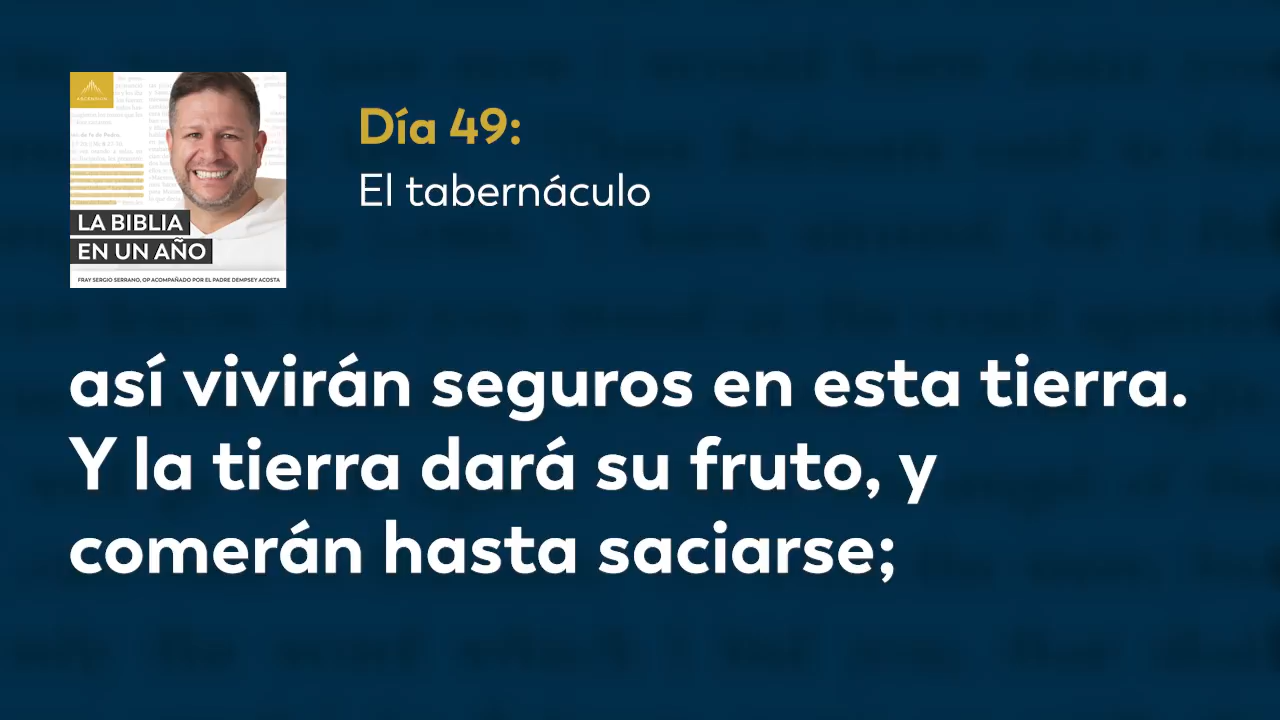 Día 49:
El tabernáculo
ASCENSION
LA BIBLIA
EN UN AÑO
FRAY SERGIO SERRANO, OP ACOMPAÑADO POR EL PADRE DEMPSEY ACOSTA
así vivirán seguros en esta tierra.
Y la tierra dará su fruto, y
comerán hasta saciarse;